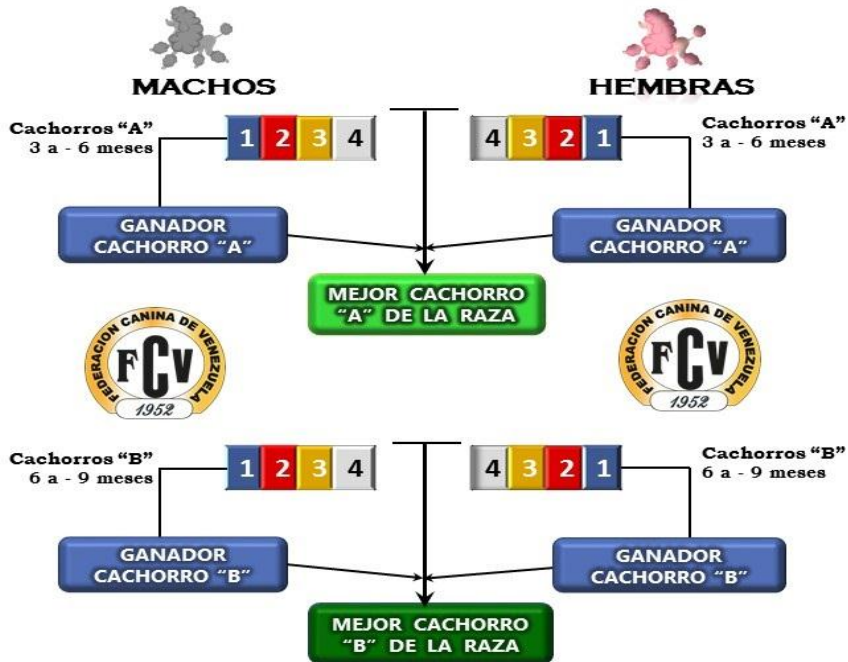 MACHOS
HEMBRAS
Cachorros “A”
3 a - 6 meses
1 2 3 4
4 3 2 1
Cachorros “A”
3 a - 6 meses
GANADOR
CACHORRO “A”
GANADOR
CACHORRO “A”
MEJOR CACHORRO
“A” DE LA RAZA
FEDERACION CANINA DE VENEZUELA
FCV
1952
FEDERACION CANINA DE VENEZUELA
FCV
1952
Cachorros “B”
6 a - 9 meses
1 2 3 4
4 3 2 1
Cachorros “B”
6 a - 9 meses
GANADOR
CACHORRO “B”
GANADOR
CACHORRO “B”
MEJOR CACHORRO
“B” DE LA RAZA